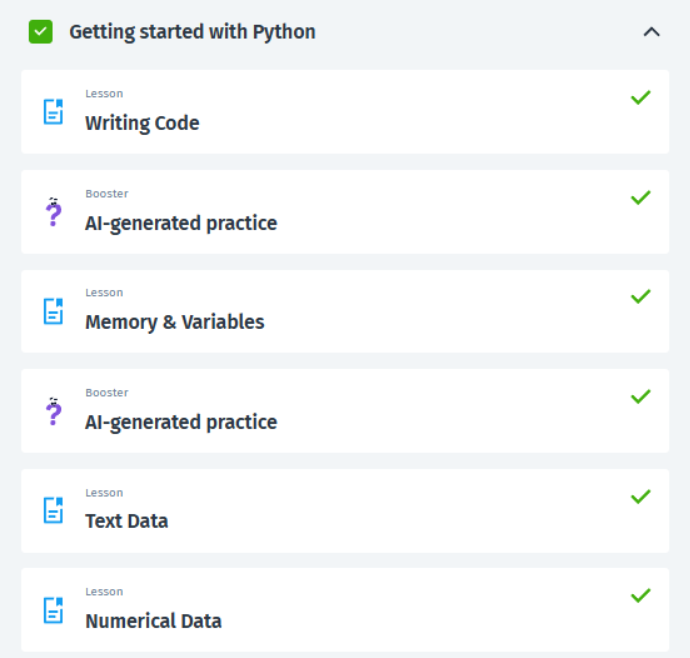 Getting started with Python
Lesson
Writing Code
Booster
AI-generated practice
Lesson
Memory & Variables
Booster
AI-generated practice
Lesson
Text Data
Lesson
Numerical Data